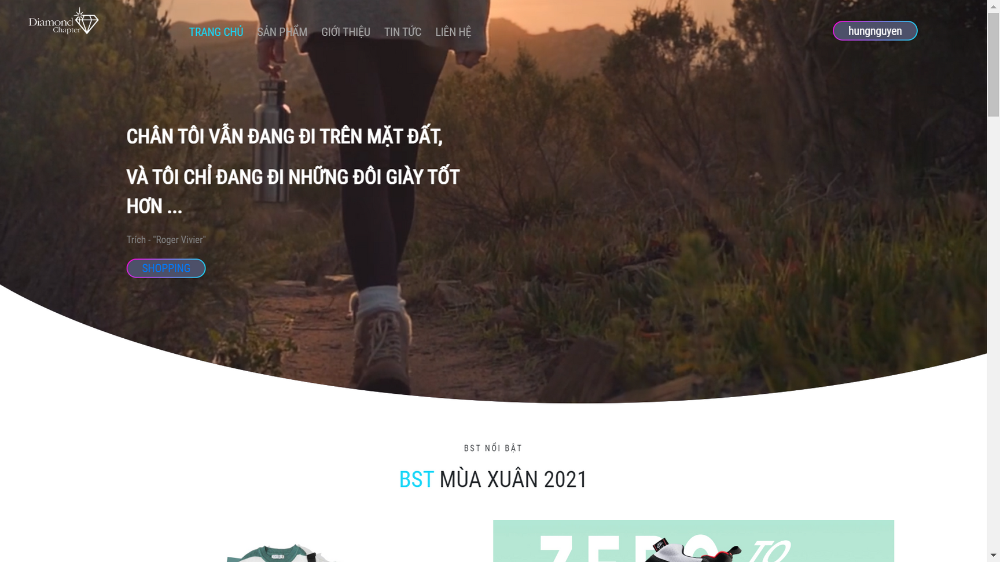 Diamond
Chapter
TRANG CHỦ
SẢN PHẨM
GIỚI THIỆU
TIN TỨC
LIÊN HỆ
hungnguyen
CHÂN TÔI VẪN ĐANG ĐI TRÊN MẶT ĐẤT,
VÀ TÔI CHỈ ĐANG ĐI NHỮNG ĐÔI GIÀY TỐT
HƠN ...
Trích - "Roger Vivier"
SHOPPING
BST NỔI BẬT
BST MÙA XUÂN 2021
ZERO TO